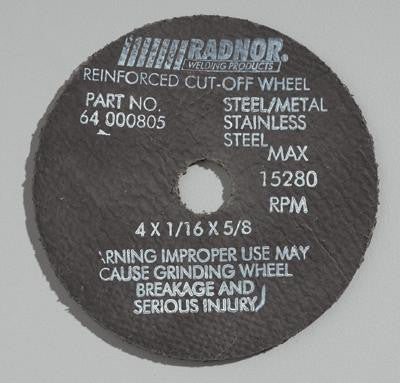 RADNOR®
WELDING PRODUCTS
REINFORCED CUT-OFF WHEEL
PART NO.
64 000805
STEEL/METAL
STAINLESS
STEEL
MAX
15280
RPM
4 X 1/16 X 5/8
ARNING IMPROPER USE MAY
CAUSE GRINDING WHEEL
BREAKAGE AND
SERIOUS INJURY